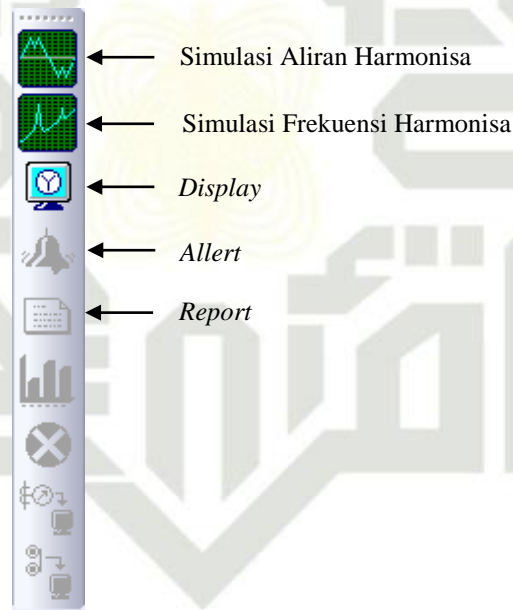 Simulasi Aliran Harmonisa
Simulasi Frekuensi Harmonisa
Display
Allert
Report